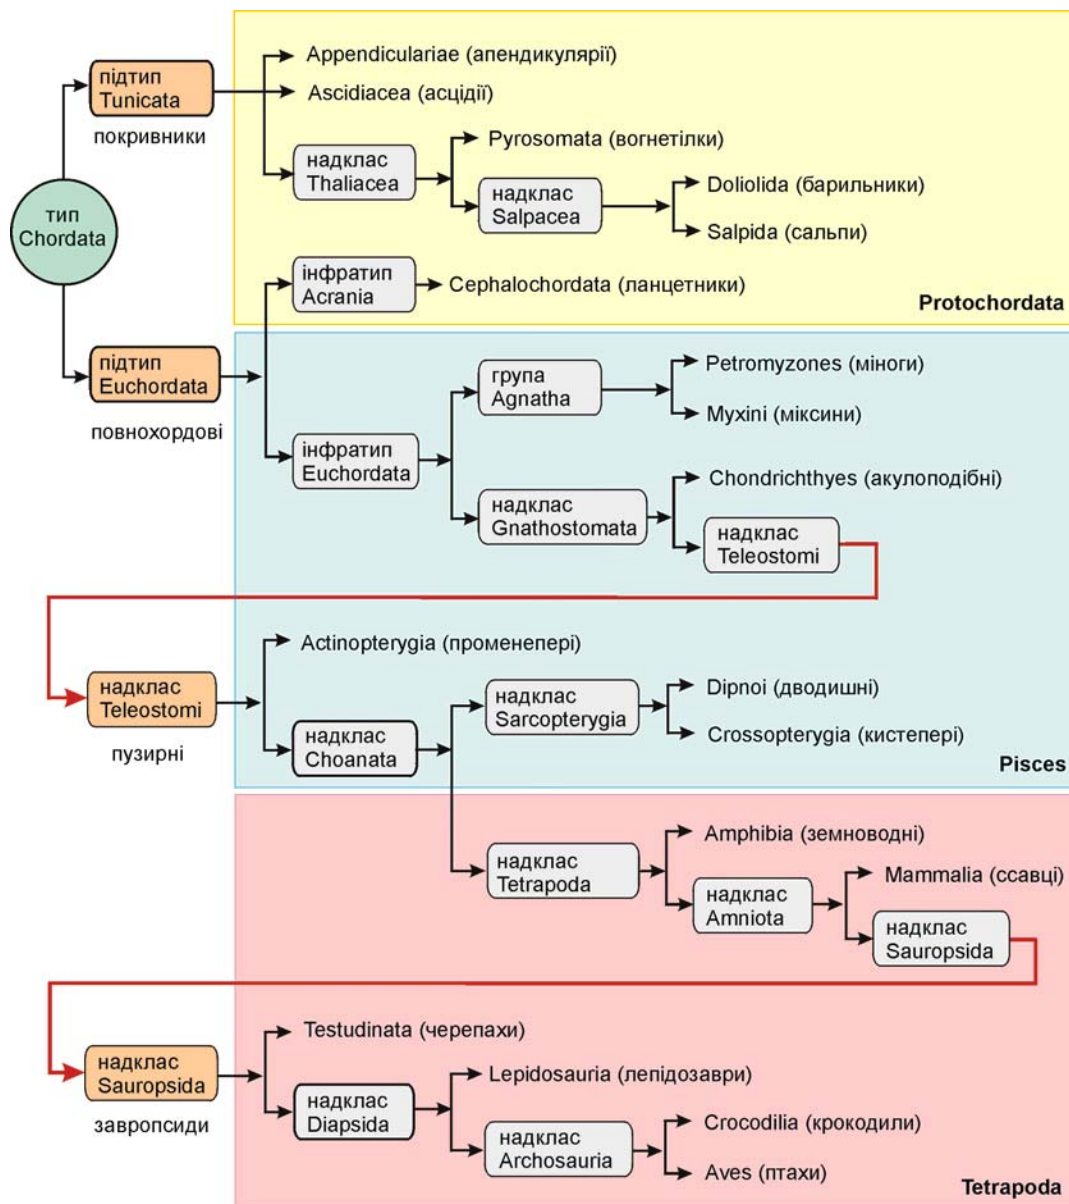 Appendiculariae (апендикулярії)
підтип
Tunicata
Ascidiacea (асцідії)
покривники
Pyrosomata (вогнетілки)
надклас
Thaliacea
надклас
Salpacea
Doliolida (барильники)
Salpida (сальпи)
тип
Chordata
інфратип
Acrania
Cephalochordata (ланцетники)
Protochordata
підтип
Euchordata
повнохордові
група
Agnatha
Petromyzones (міноги)
Myxini (міксини)
інфратип
Euchordata
надклас
Gnathostomata
Chondrichthyes (акулоподібні)
надклас
Teleostomi
Actinopterygia (променепері)
надклас
Teleostomi
пузирні
надклас
Choanata
надклас
Sarcopterygia
Dipnoi (дводишні)
Crossopterygia (кистепері)
Pisces
надклас
Tetrapoda
Amphibia (земноводні)
надклас
Amniota
Mammalia (ссавці)
надклас
Sauropsida
Testudinata (черепахи)
надклас
Sauropsida
завропсиди
надклас
Diapsida
Lepidosauria (лепідозаври)
надклас
Archosauria
Crocodilia (крокодили)
Aves (птахи)
Tetrapoda